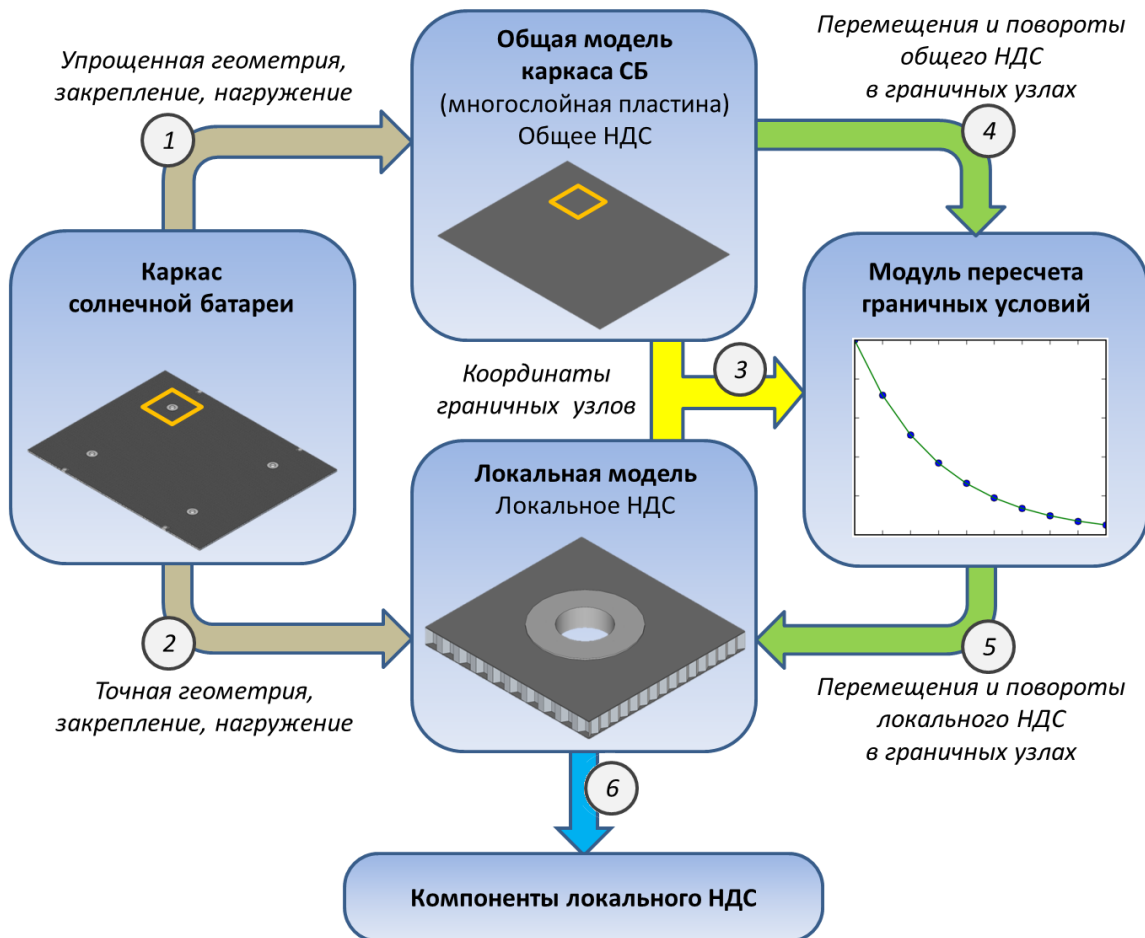 Упрощенная геометрия,
закрепление, нагружение
1
Общая модель
каркаса СБ
(многослойная пластина)
Общее НДС
Перемещения и повороты
общего НДС
в граничных узлах
4
Каркас
солнечной батареи
Модуль пересчета
граничных условий
Координаты
граничных узлов
3
Локальная модель
Локальное НДС
2
Точная геометрия,
закрепление, нагружение
5
Перемещения и повороты
локального НДС
в граничных узлах
6
Компоненты локального НДС